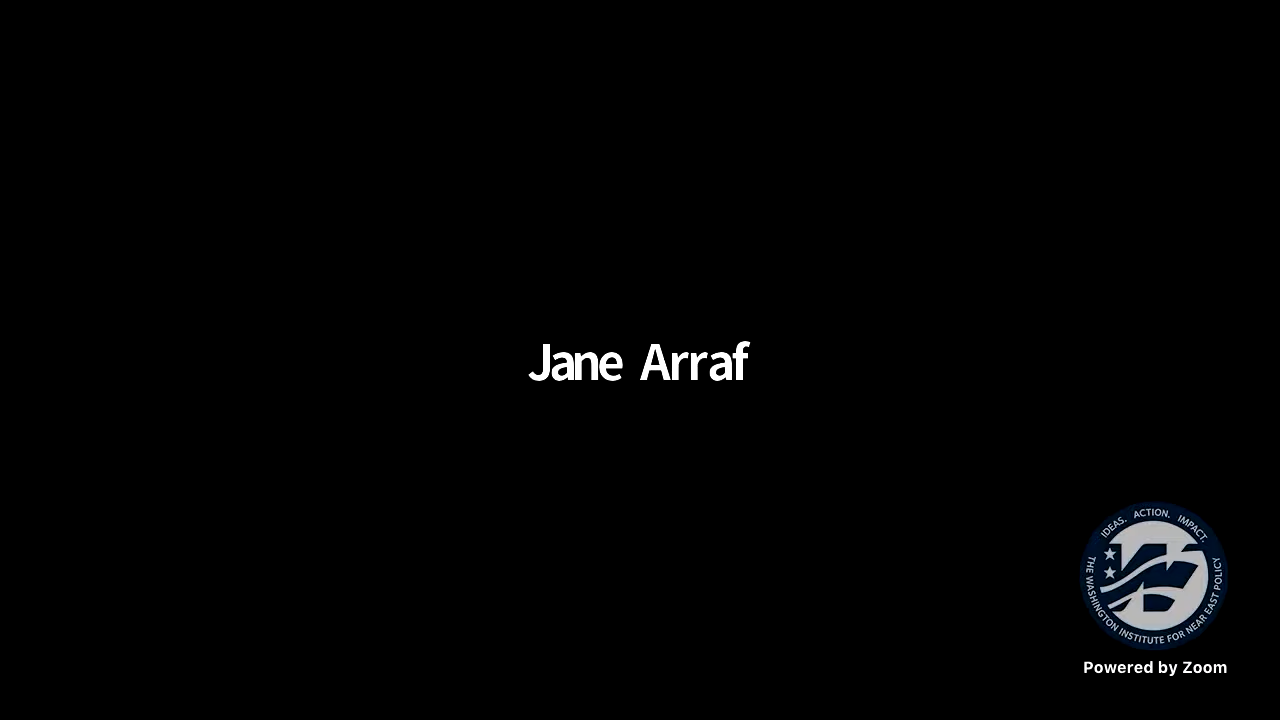 Jane Arraf
IDEAS. ACTION. IMPACT.
THE WASHINGTON INSTITUTE FOR NEAR EAST POLICY
Powered by Zoom